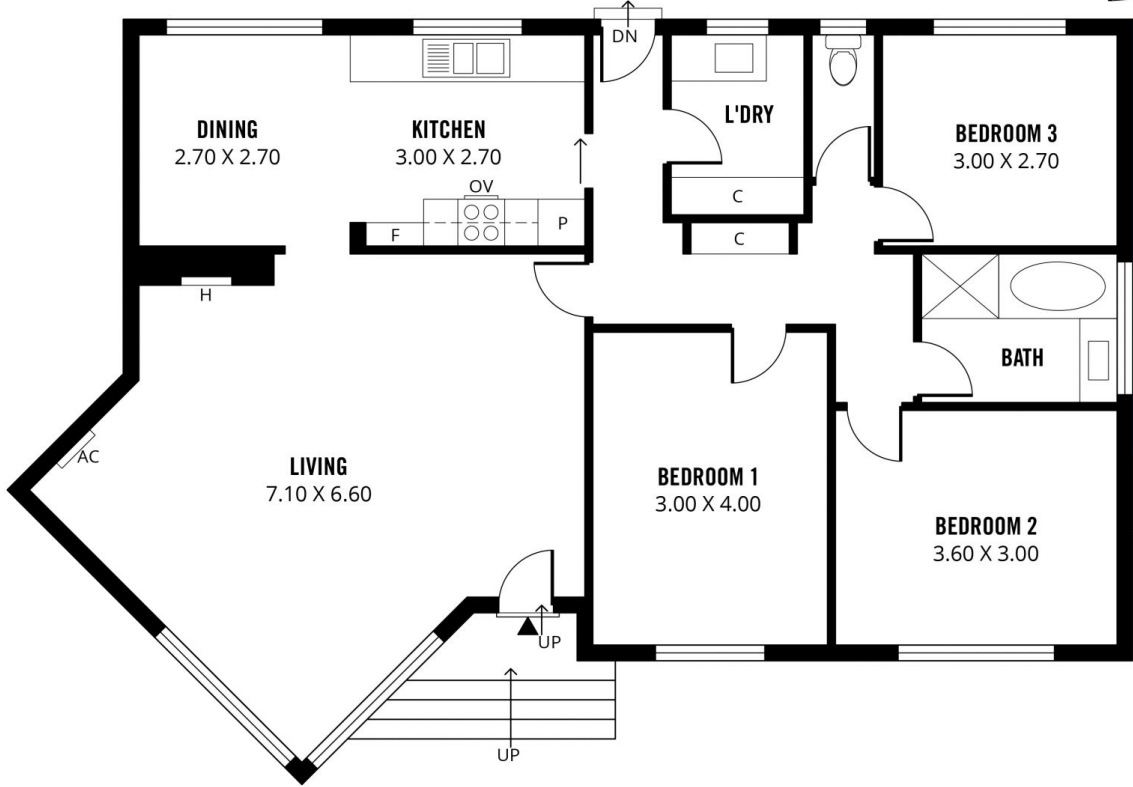 DN
DINING
2.70 X 2.70
KITCHEN
3.00 X 2.70
L'DRY
BEDROOM 3
3.00 X 2.70
OV
F
P
C
C
H
BATH
AC
LIVING
7.10 X 6.60
BEDROOM 1
3.00 X 4.00
BEDROOM 2
3.60 X 3.00
UP
UP